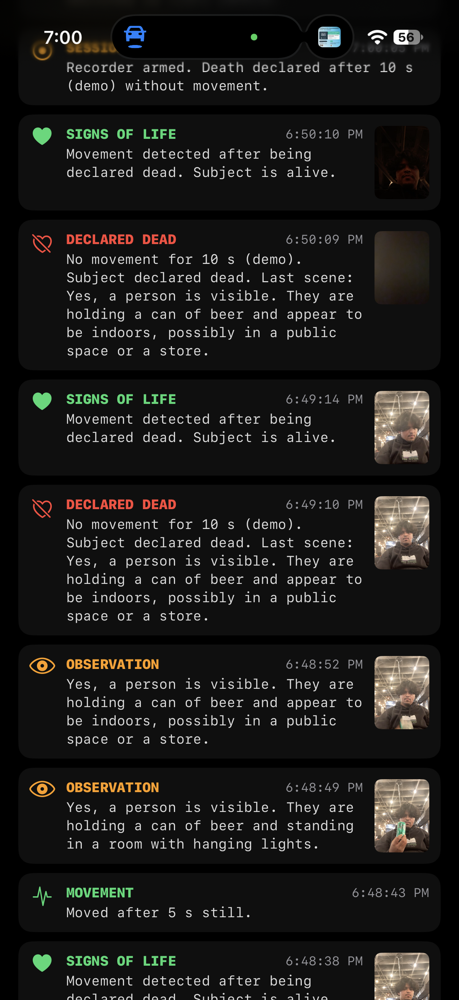 7:00
56
SESSIO
7:00:05 PM
Recorder armed. Death declared after 10 s
(demo) without movement.
SIGNS OF LIFE
6:50:10 PM
Movement detected after being
declared dead. Subject is alive.
DECLARED DEAD
6:50:09 PM
No movement for 10 s (demo).
Subject declared dead. Last scene:
Yes, a person is visible. They are
holding a can of beer and appear to
be indoors, possibly in a public
space or a store.
SIGNS OF LIFE
6:49:14 PM
Movement detected after being
declared dead. Subject is alive.
DECLARED DEAD
6:49:10 PM
No movement for 10 s (demo).
Subject declared dead. Last scene:
Yes, a person is visible. They are
holding a can of beer and appear to
be indoors, possibly in a public
space or a store.
OBSERVATION
6:48:52 PM
Yes, a person is visible. They are
holding a can of beer and appear to
be indoors, possibly in a public
space or a store.
OBSERVATION
6:48:49 PM
Yes, a person is visible. They are
holding a can of beer and standing
in a room with hanging lights.
MOVEMENT
6:48:43 PM
Moved after 5 s still.
SIGNS OF LIFE
6:48:38 PM
Movement detected after being
declared dead. Subject is alive.